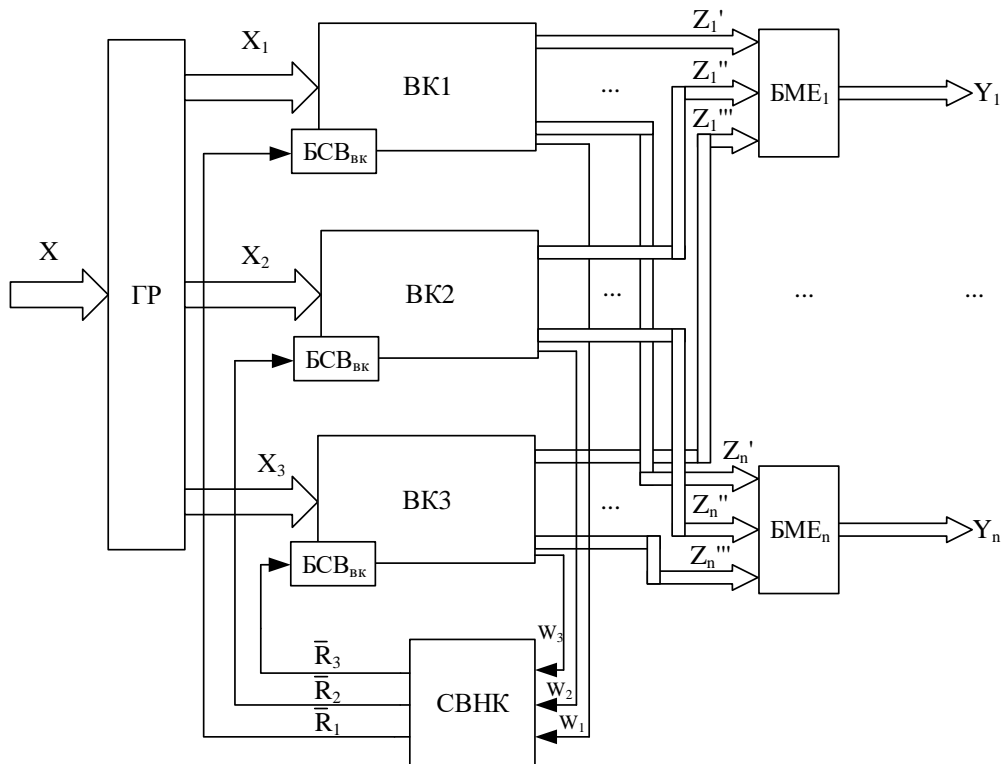 X
ГР
X₁
X₂
X₃
ВК1
БСВвк
ВК2
БСВвк
ВК3
БСВвк
...
...
...
Z₁'
Z₁''
Z₁'''
БМЕ₁
Y₁
...
...
Zₙ'
Zₙ''
Zₙ'''
БМЕₙ
Yₙ
R̅₃
R̅₂
R̅₁
СВНК
w₃
w₂
w₁